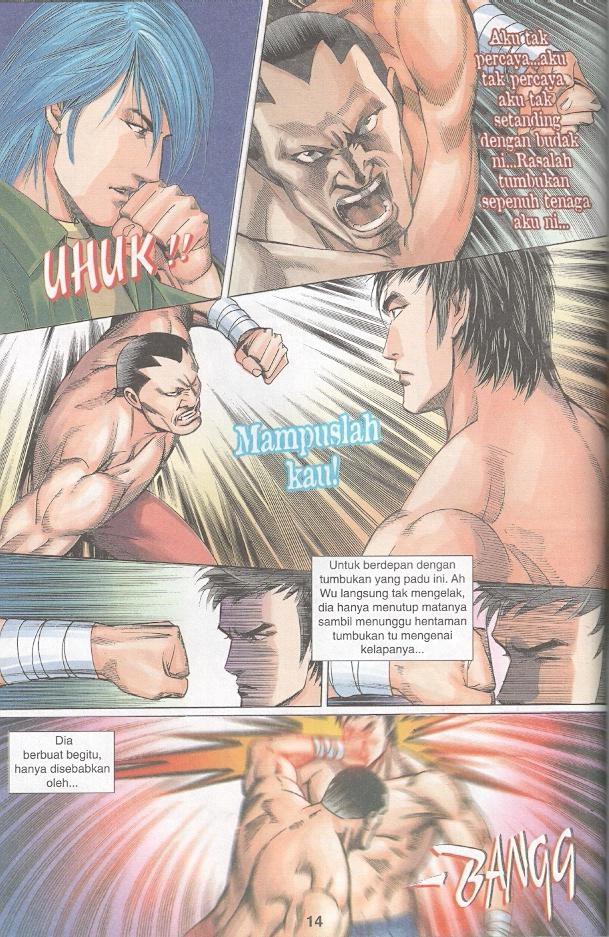 UHUK!!
Aku tak
percaya...aku
tak percaya
aku tak
setanding
dengan budak
ni...Rasalah
tumbukan
sepenuh tenaga
aku ni...
Mampuslah
kau!
Untuk berdepan dengan
tumbukan yang padu ini. Ah
Wu langsung tak mengelak,
dia hanya menutup matanya
sambil menunggu hentaman
tumbukan tu mengenai
kelapanya...
Dia
berbuat begitu,
hanya disebabkan
oleh...
BANGG
14